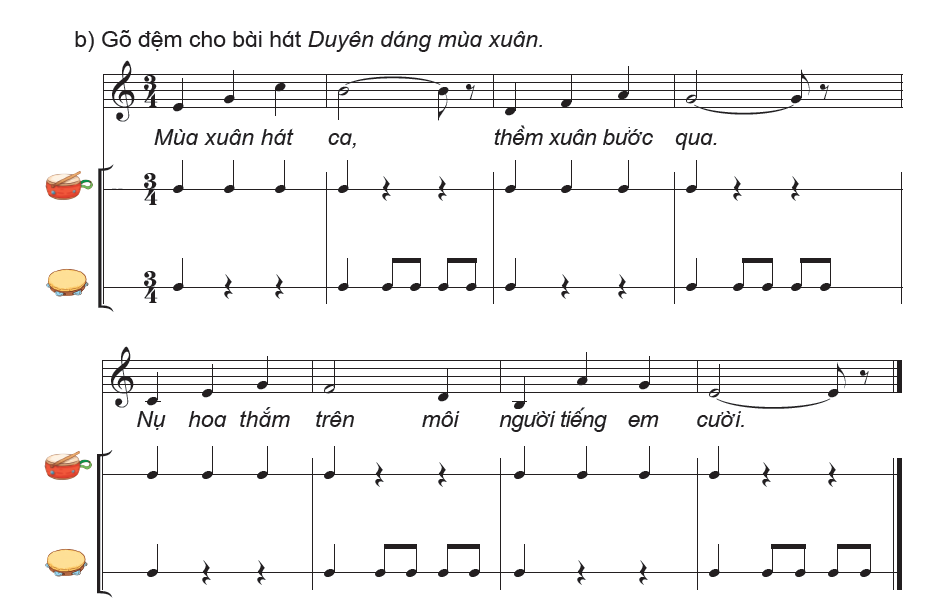 b) Gõ đệm cho bài hát Duyên dáng mùa xuân.
3
4
Mùa xuân hát ca, thềm xuân bước qua.
3
4
3
4
Nụ hoa thắm trên môi người tiếng em cười.